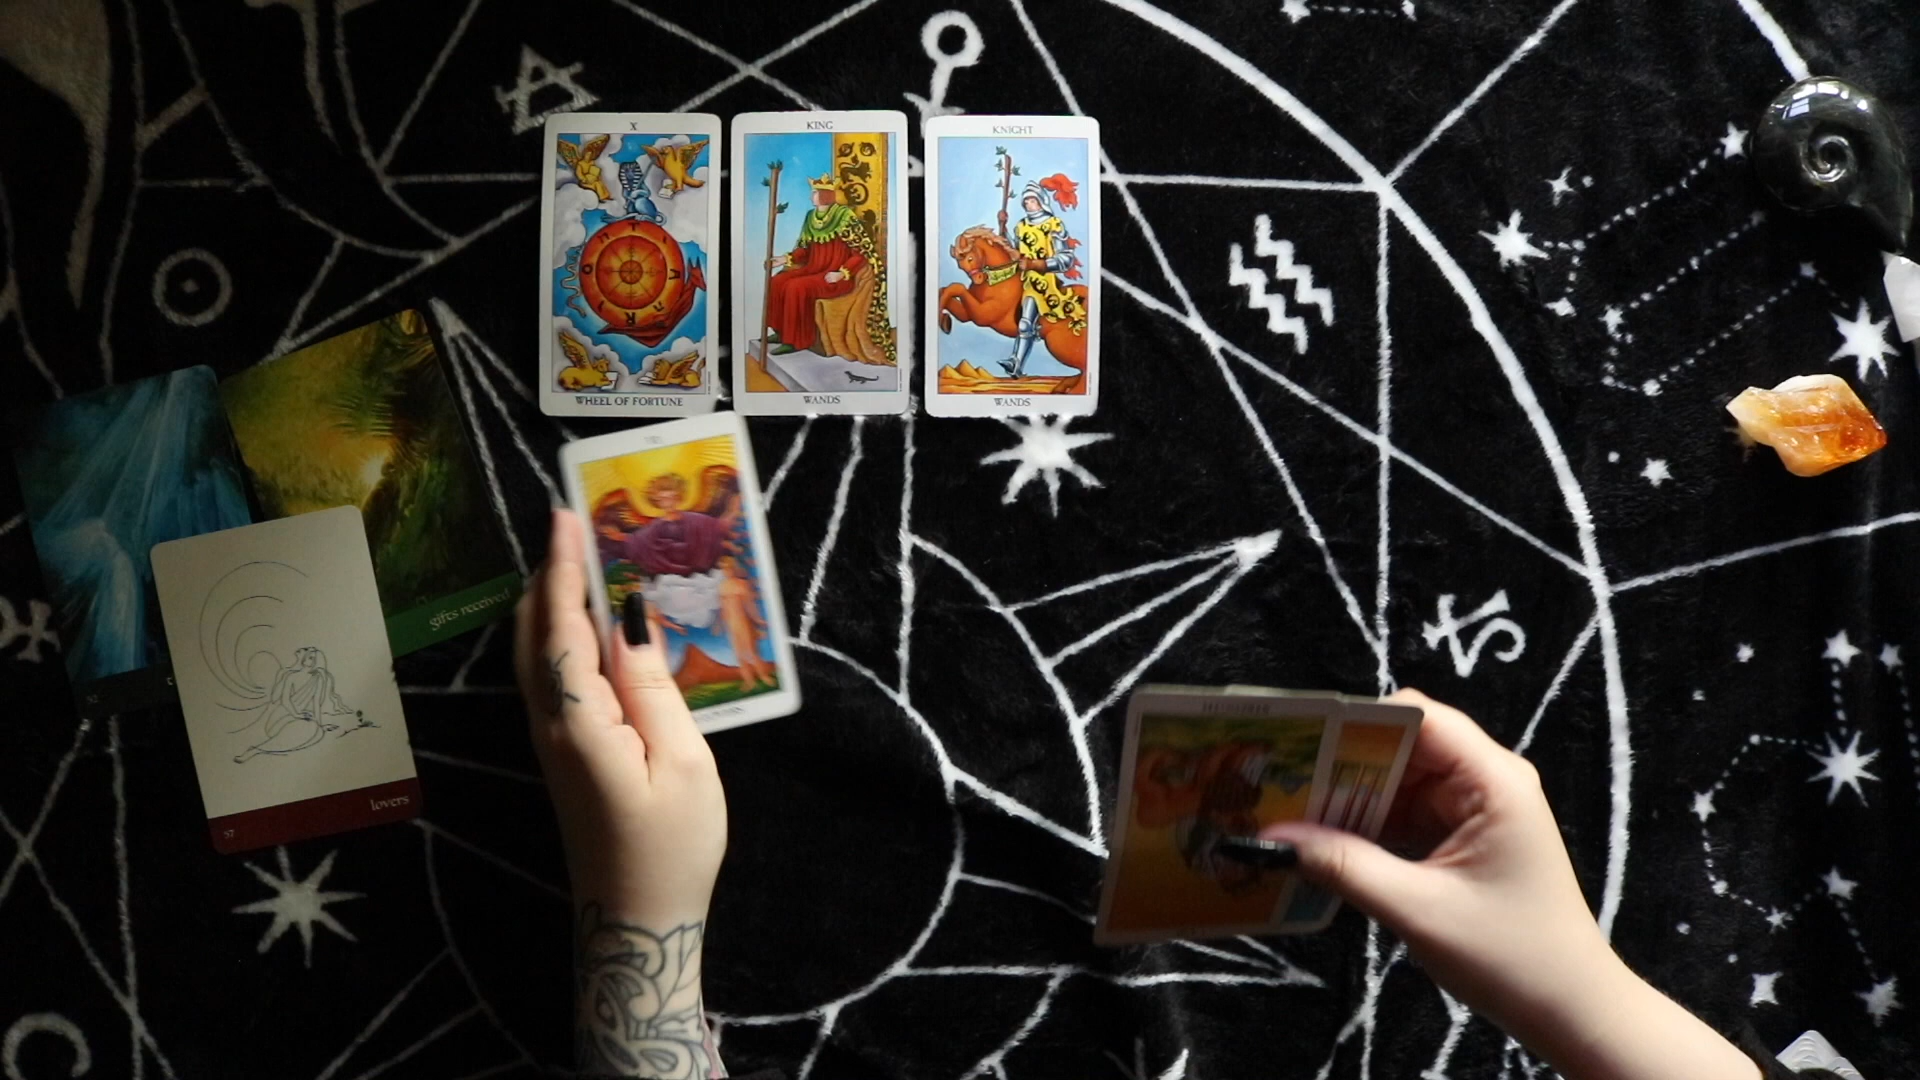 X
WHEEL OF FORTUNE
KING
WANDS
KNIGHT
WANDS
gifts received
lovers
57